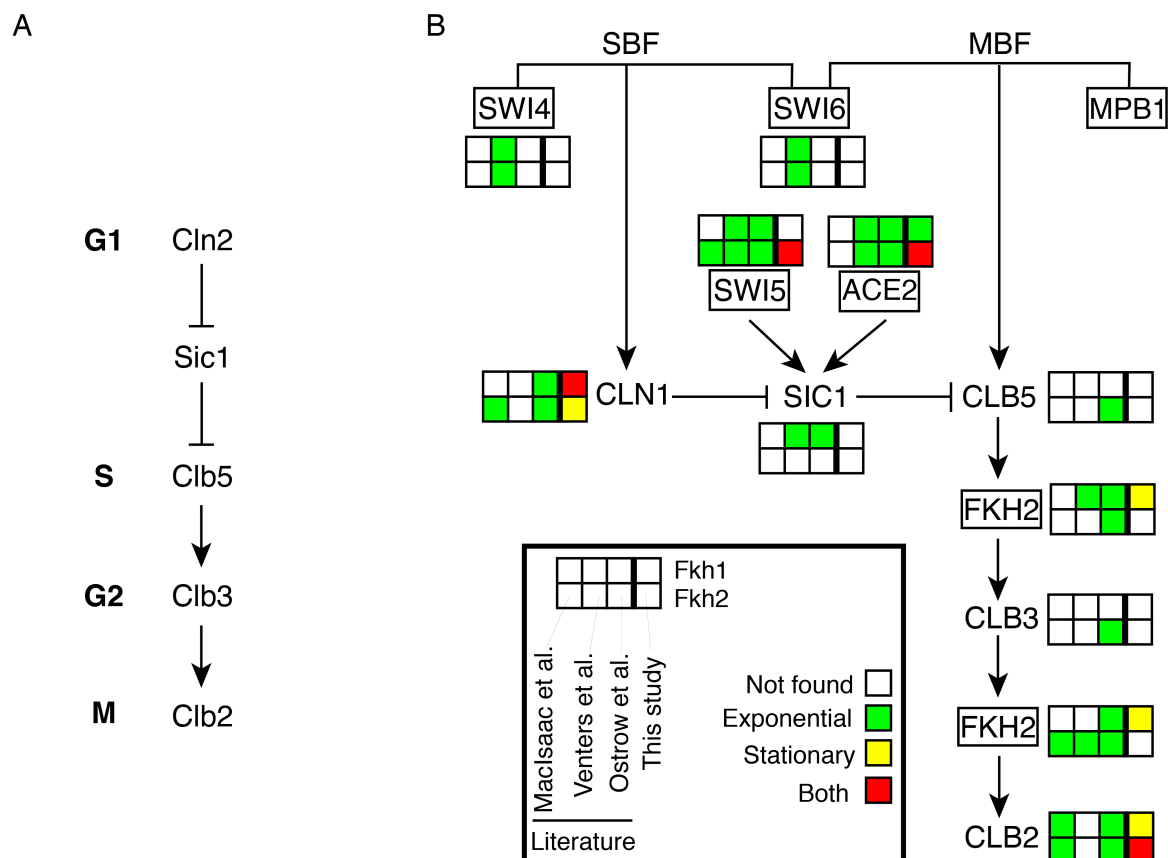 A
G1 Cln2
Sic1
S Clb5
G2 Clb3
M Clb2
B
SBF MBF
SWI4 SWI6 MPB1
SWI5 ACE2
CLN1 SIC1 CLB5
FKH2
CLB3
FKH2
CLB2
Fkh1
Fkh2
MacIsaac et al.
Venters et al.
Ostrow et al.
This study
Literature
Not found
Exponential
Stationary
Both